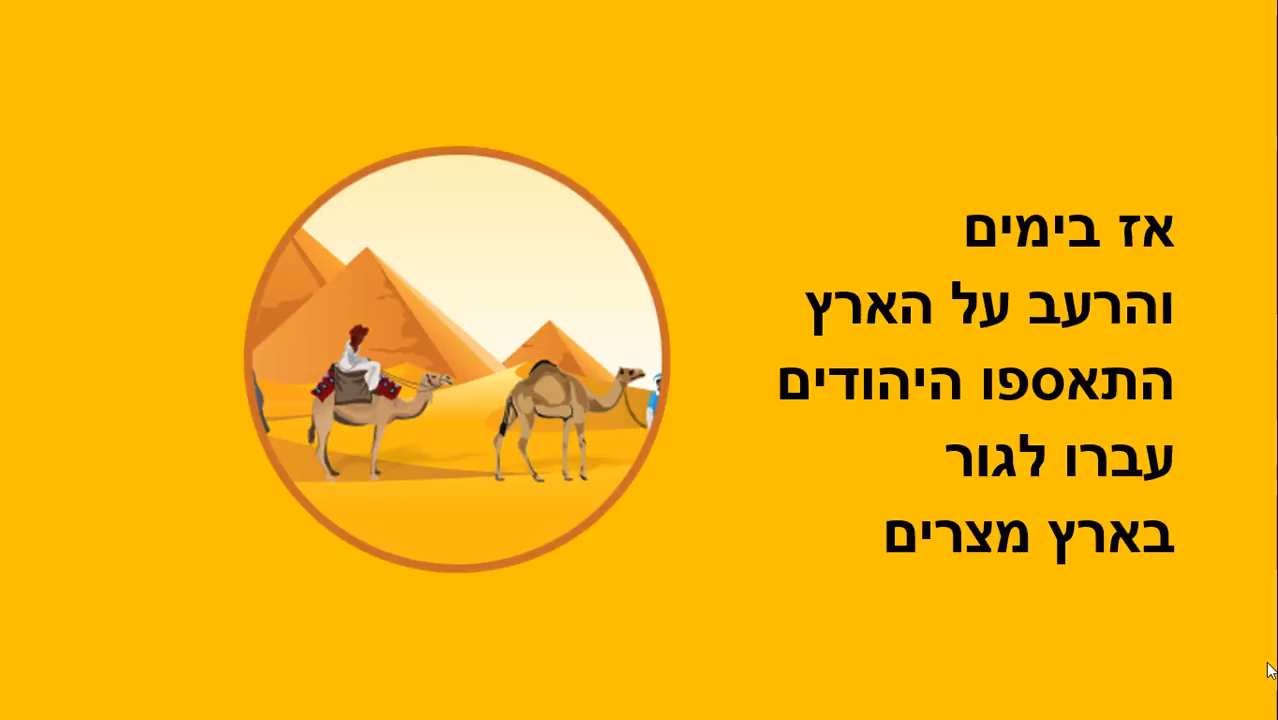 אז בימים
והרעב על הארץ
התאספו היהודים
עברו לגור
בארץ מצרים